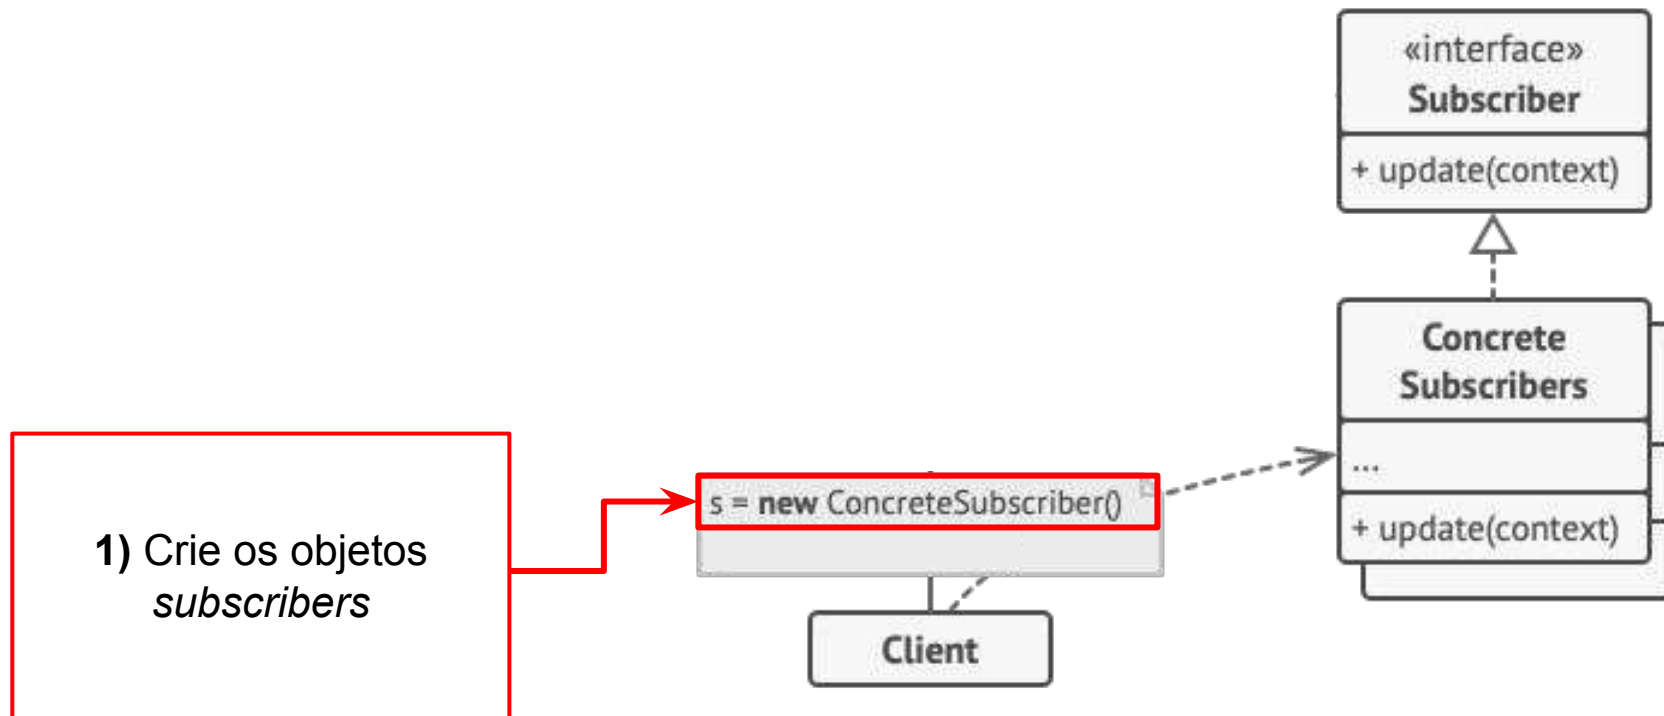 «interface»
Subscriber
+ update(context)
Concrete
Subscribers
...
+ update(context)
s = new ConcreteSubscriber()
1) Crie os objetos
subscribers
Client